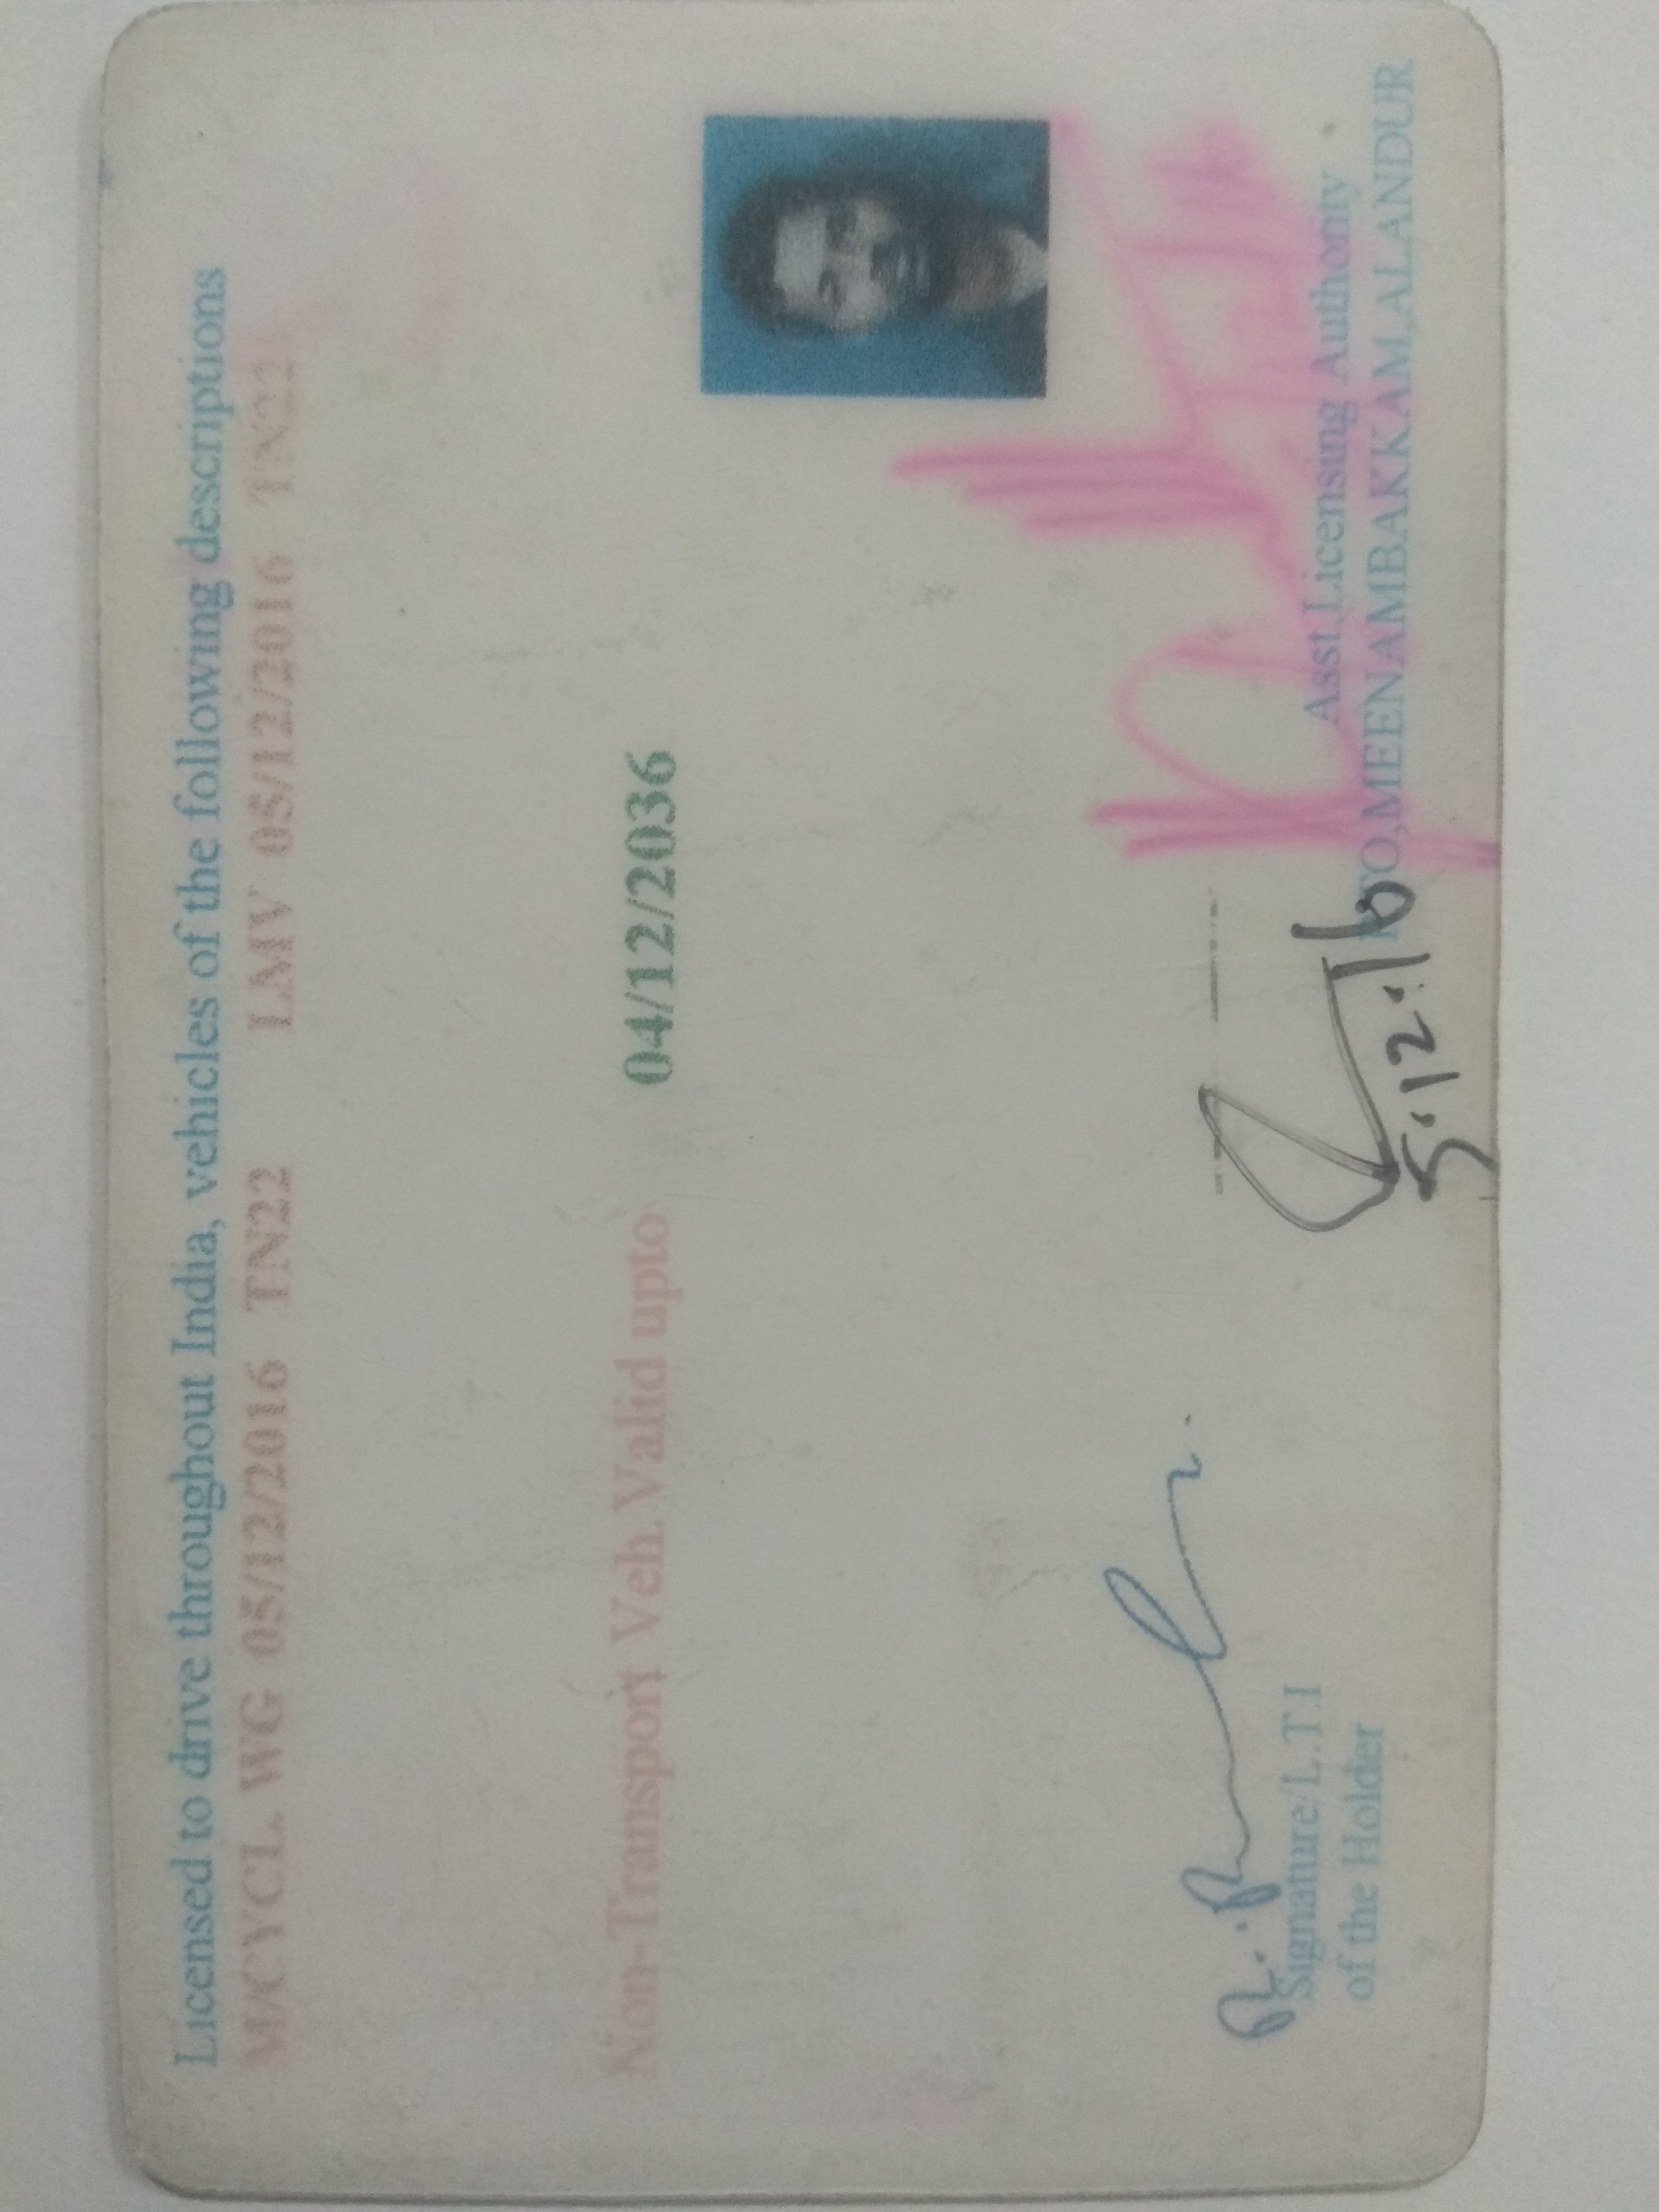 Licensed to drive throughout India, vehicles of the following descriptions
M/CYCL. WG 05/12/2016 TN22 LMV 05/12/2016 TN22
Non-Transport Veh. Valid upto 04/12/2036
5.12.16
Signature/L.T.I
of the Holder
Asst.Licensing Authority
RTO,MEENAMBAKKAM,ALANDUR